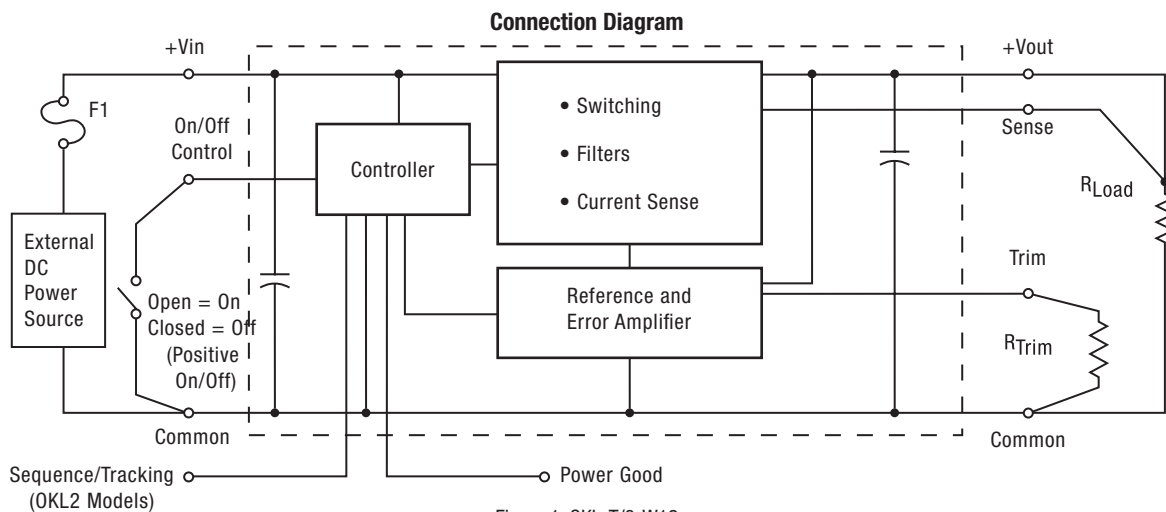 Connection Diagram
+Vin
+Vout
F1
On/Off
Control
• Switching
• Filters
• Current Sense
Controller
Sense
RLoad
External
DC
Power
Source
Open = On
Closed = Off
(Positive
On/Off)
Reference and
Error Amplifier
Trim
RTrim
Common
Common
Sequence/Tracking
(OKL2 Models)
Power Good